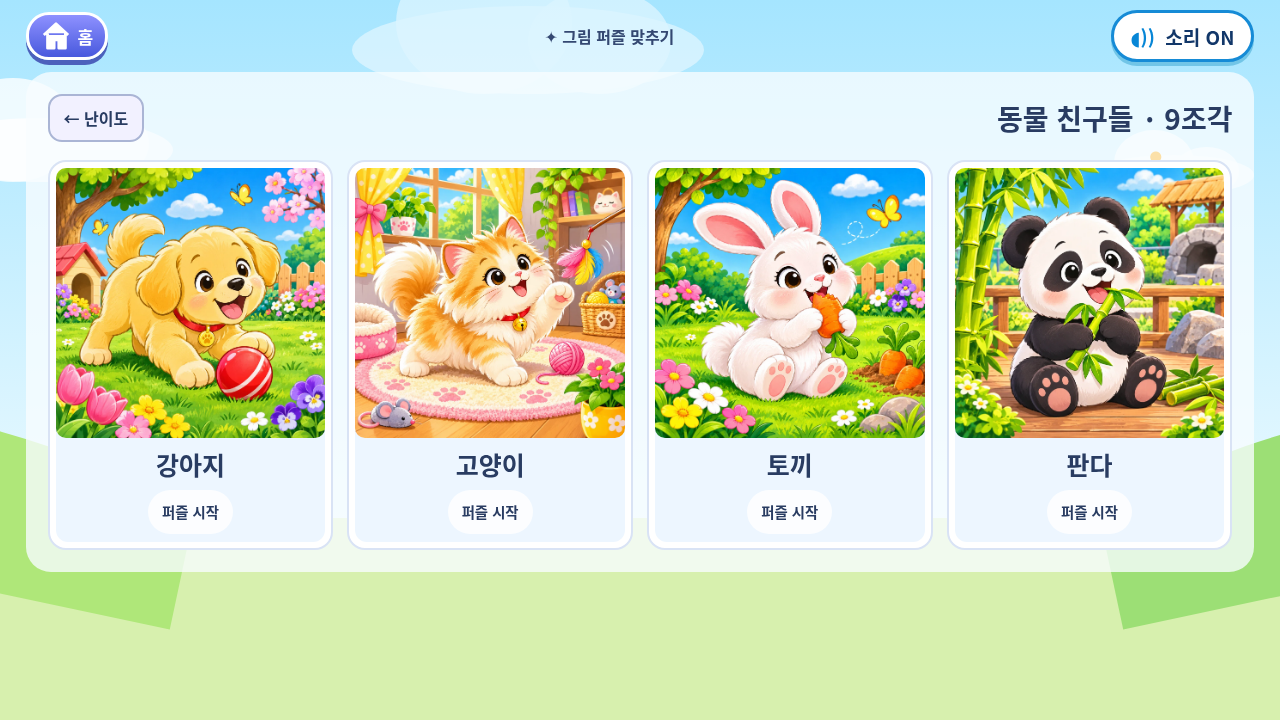 홈
✦ 그림 퍼즐 맞추기
소리 ON
← 난이도
동물 친구들 · 9조각
강아지
퍼즐 시작
고양이
퍼즐 시작
토끼
퍼즐 시작
판다
퍼즐 시작